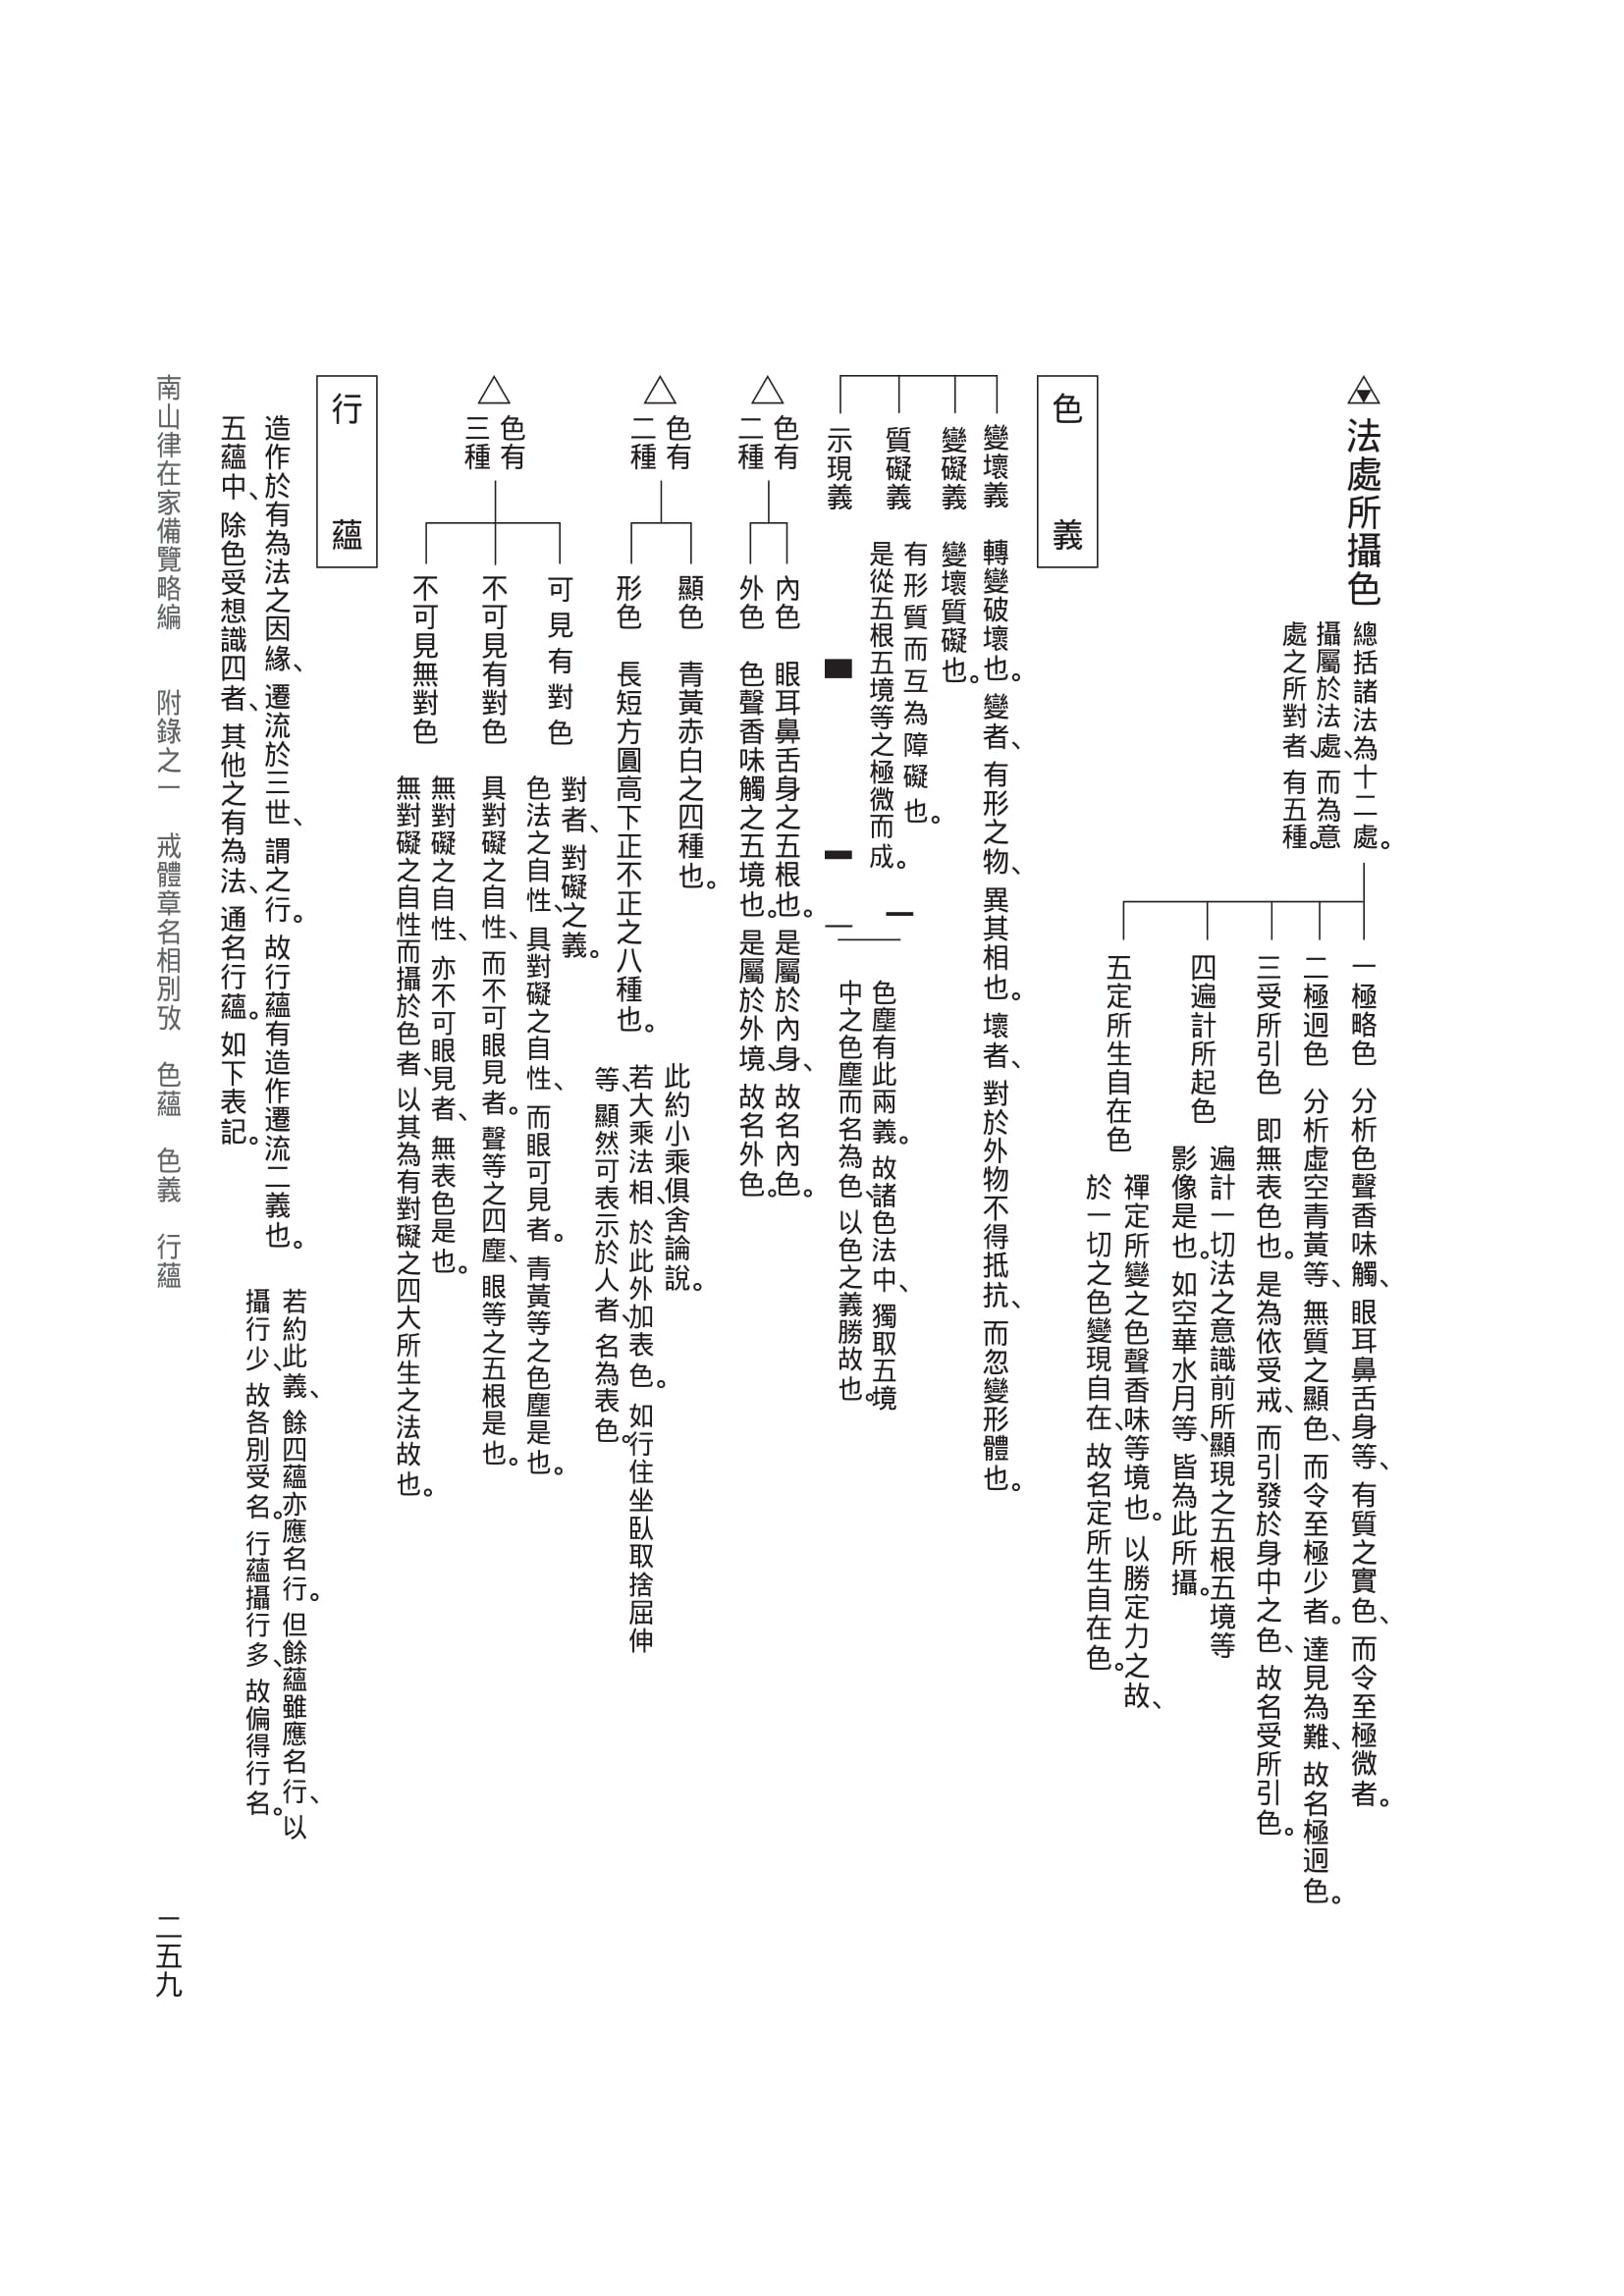 法處所攝色
總括諸法為十二處。
攝屬於法處、而為意
處之所對者、有五種。
一極略色 分析色聲香味觸、眼耳鼻舌身等、有質之實色、而令至極微者。
二極迥色 分析虛空青黃等、無質之顯色、而令至極少者。達見為難、故名極迥色。
三受所引色 即無表色也。是為依受戒、而引發於身中之色、故名受所引色。
四遍計所起色
遍計一切法之意識前所顯現之五根五境等
影像是也。如空華水月等、皆為此所攝。
五定所生自在色
禪定所變之色聲香味等境也。以勝定力之故、
於一切之色變現自在、故名定所生自在色。
色義
變壞義 轉變破壞也。變者、有形之物、異其相也。壞者、對於外物不得抵抗、而忽變形體也。
變礙義 變壞質礙也。
質礙義
有形質而互為障礙也。
是從五根五境等之極微而成。
示現義
色塵有此兩義。故諸色法中、獨取五境
中之色塵而名為色、以色之義勝故也。
色有
二種
內色 眼耳鼻舌身之五根也。是屬於內身、故名內色。
外色 色聲香味觸之五境也。是屬於外境、故名外色。
色有
二種
顯色 青黃赤白之四種也。
形色 長短方圓高下正不正之八種也。
此約小乘俱舍論說。
若大乘法相、於此外加表色。如行住坐臥取捨屈伸
等、顯然可表示於人者、名為表色。
色有
三種
可見有對色
對者、對礙之義。
色法之自性、具對礙之自性、而眼可見者。青黃等之色塵是也。
不可見有對色 具對礙之自性、而不可眼見者。聲等之四塵、眼等之五根是也。
不可見無對色
無對礙之自性、亦不可眼見者、無表色是也。
無對礙之自性而攝於色者、以其為有對礙之四大所生之法故也。
行蘊
造作於有為法之因緣、遷流於三世、謂之行。故行蘊有造作遷流二義也。
若約此義、餘四蘊亦應名行。但餘蘊雖應名行、以
攝行少、故各別受名。行蘊攝行多、故偏得行名。
五蘊中、除色受想識四者、其他之有為法、通名行蘊。如下表記。
南山律在家備覽略編 附錄之一 戒體章名相別攷 色蘊 色義 行蘊
二五九